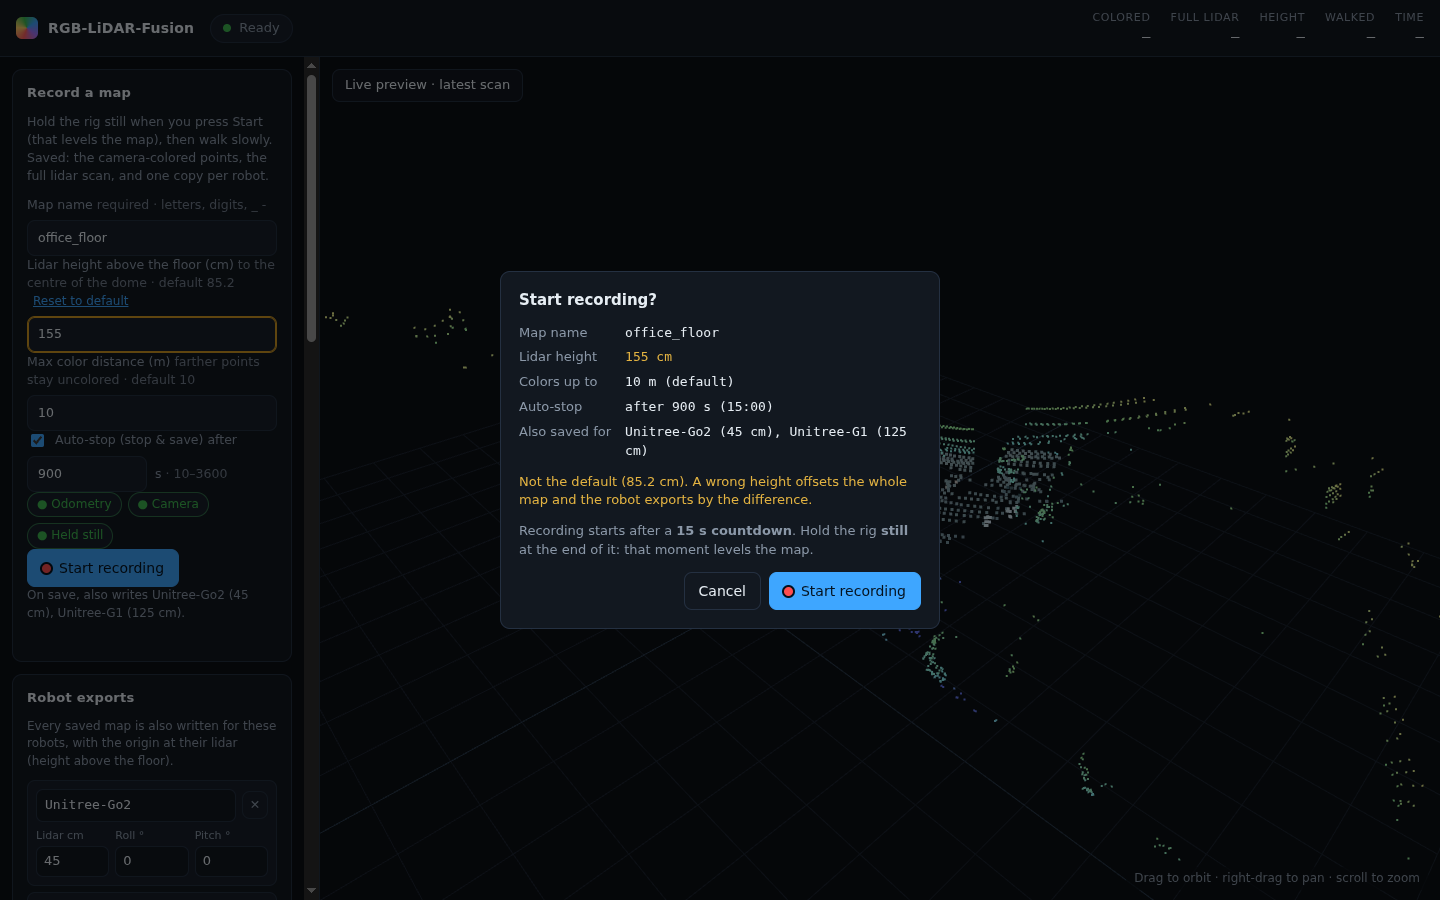 RGB-LiDAR-Fusion
Ready
COLORED
–
FULL LIDAR
–
HEIGHT
–
WALKED
–
TIME
–
Record a map
Hold the rig still when you press Start
(that levels the map), then walk slowly.
Saved: the camera-colored points, the
full lidar scan, and one copy per robot.
Map name required · letters, digits, _ -
office_floor
Lidar height above the floor (cm) to the
centre of the dome · default 85.2
Reset to default
155
Max color distance (m) farther points
stay uncolored · default 10
10
Auto-stop (stop & save) after
900 s · 10–3600
Odometry Camera
Held still
Start recording
On save, also writes Unitree-Go2 (45
cm), Unitree-G1 (125 cm).
Robot exports
Every saved map is also written for these
robots, with the origin at their lidar
(height above the floor).
Unitree-Go2 ×
Lidar cm Roll ° Pitch °
45 0 0
Live preview · latest scan
Start recording?
Map name office_floor
Lidar height 155 cm
Colors up to 10 m (default)
Auto-stop after 900 s (15:00)
Also saved for Unitree-Go2 (45 cm), Unitree-G1 (125
cm)
Not the default (85.2 cm). A wrong height offsets the whole
map and the robot exports by the difference.
Recording starts after a 15 s countdown. Hold the rig still
at the end of it: that moment levels the map.
Cancel Start recording
Drag to orbit · right-drag to pan · scroll to zoom